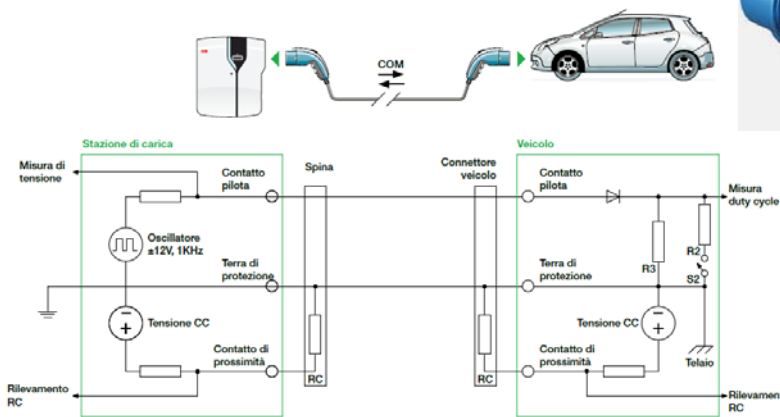 COM
Stazione di carica
Veicolo
Misura di
tensione
Contatto
pilota
Spina
Connettore
veicolo
Contatto
pilota
Misura
duty cycle
Oscillatore
±12V, 1KHz
R2
S2
R3
Terra di
protezione
Terra di
protezione
Tensione CC
Tensione CC
Contatto di
prossimità
Contatto di
prossimità
Telaio
RC
RC
Rilevamento
RC
Rilevamen
RC